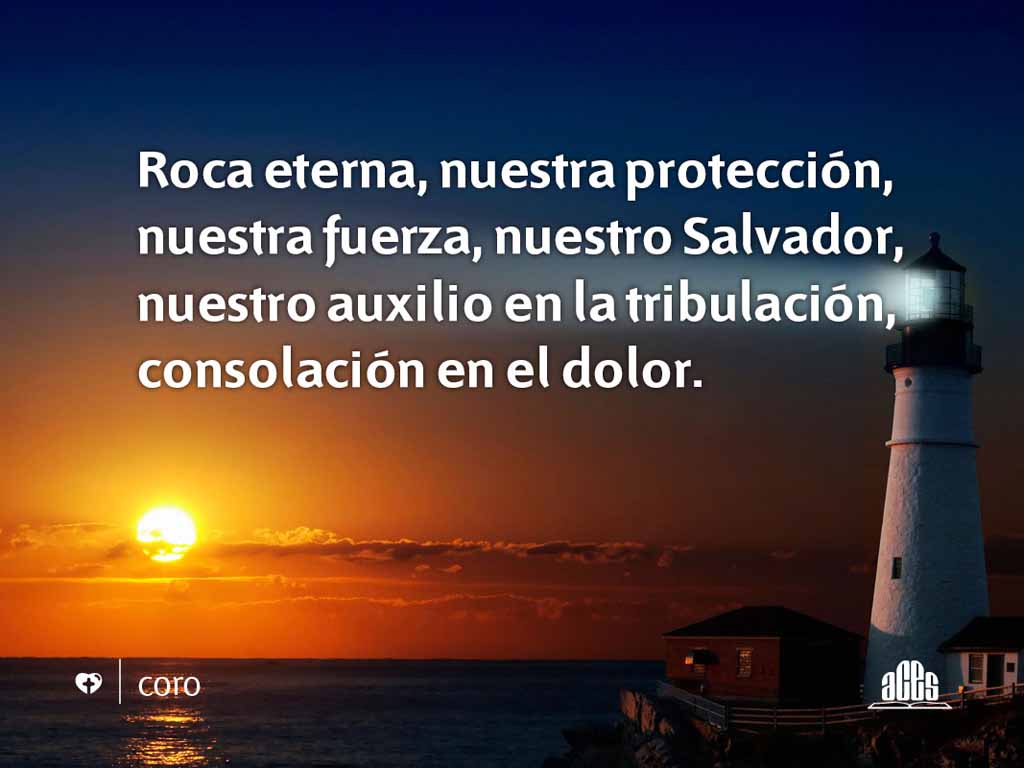 Roca eterna, nuestra protección,
nuestra fuerza, nuestro Salvador,
nuestro auxilio en la tribulación,
consolación en el dolor.
coro
aces